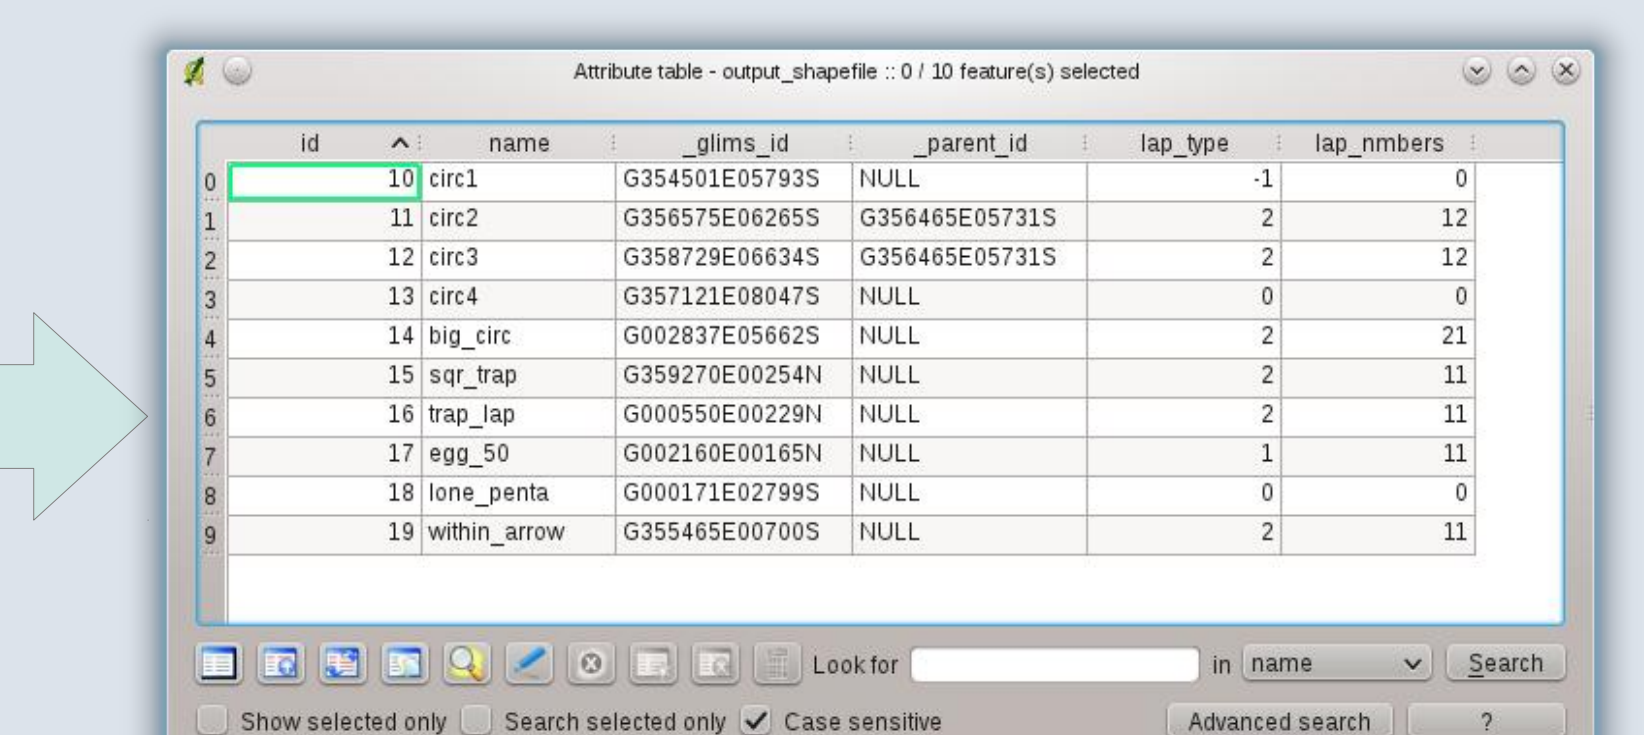 Attribute table - output_shapefile :: 0 / 10 feature(s) selected
id name _glims_id _parent_id lap_type lap_nmbers
0 10 circ1 G354501E05793S NULL -1 0
1 11 circ2 G356575E06265S G356465E05731S 2 12
2 12 circ3 G358729E06634S G356465E05731S 2 12
3 13 circ4 G357121E08047S NULL 0 0
4 14 big_circ G002837E05662S NULL 2 21
5 15 sqr_trap G359270E00254N NULL 2 11
6 16 trap_lap G000550E00229N NULL 2 11
7 17 egg_50 G002160E00165N NULL 1 11
8 18 lone_penta G000171E02799S NULL 0 0
9 19 within_arrow G355465E00700S NULL 2 11
Look for in name Search
Show selected only Search selected only Case sensitive Advanced search ?